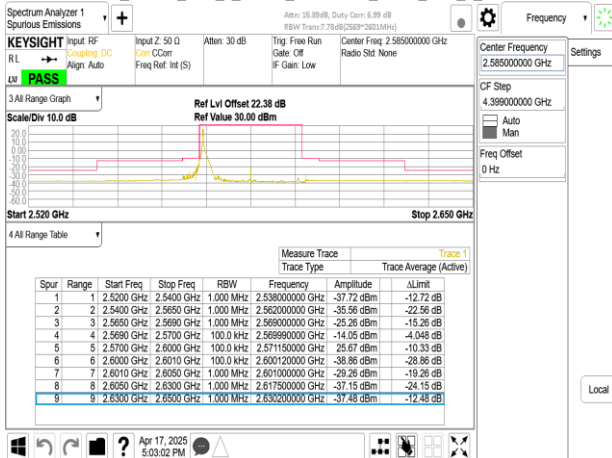 Spectrum Analyzer 1
Spurious Emissions
Attn: 15.39dB, Duty Corr: 6.99 dB
RBW Trans:7.78dB(2569~2601MHz)
Frequency
KEYSIGHT
Input: RF
Coupling: DC
Align: Auto
Input Z: 50 Ω
Corr CCorr
Freq Ref: Int (S)
Atten: 30 dB
Trig: Free Run
Gate: Off
IF Gain: Low
Center Freq: 2.585000000 GHz
Radio Std: None
RL
LXI PASS
Center Frequency
2.585000000 GHz
Settings
CF Step
4.399000000 GHz
Auto
Man
Freq Offset
0 Hz
Local
3 All Range Graph
Scale/Div 10.0 dB
Ref Lvl Offset 22.38 dB
Ref Value 30.00 dBm
20.0
10.0
0.00
-10.0
-20.0
-30.0
-40.0
-50.0
-60.0
Start 2.520 GHz
Stop 2.650 GHz
4 All Range Table
Measure Trace Trace 1
Trace Type Trace Average (Active)
Spur Range Start Freq Stop Freq RBW Frequency Amplitude ΔLimit
1 1 2.5200 GHz 2.5400 GHz 1.000 MHz 2.538000000 GHz -37.72 dBm -12.72 dB
2 2 2.5400 GHz 2.5650 GHz 1.000 MHz 2.562000000 GHz -35.56 dBm -22.56 dB
3 3 2.5650 GHz 2.5690 GHz 1.000 MHz 2.569000000 GHz -25.26 dBm -15.26 dB
4 4 2.5690 GHz 2.5700 GHz 100.0 kHz 2.569990000 GHz -14.05 dBm -4.048 dB
5 5 2.5700 GHz 2.6000 GHz 100.0 kHz 2.571150000 GHz 25.67 dBm -10.33 dB
6 6 2.6000 GHz 2.6010 GHz 100.0 kHz 2.600120000 GHz -38.86 dBm -28.86 dB
7 7 2.6010 GHz 2.6050 GHz 1.000 MHz 2.601000000 GHz -29.26 dBm -19.26 dB
8 8 2.6050 GHz 2.6300 GHz 1.000 MHz 2.617500000 GHz -37.15 dBm -24.15 dB
9 9 2.6300 GHz 2.6500 GHz 1.000 MHz 2.630200000 GHz -37.48 dBm -12.48 dB
Apr 17, 2025
5:03:02 PM